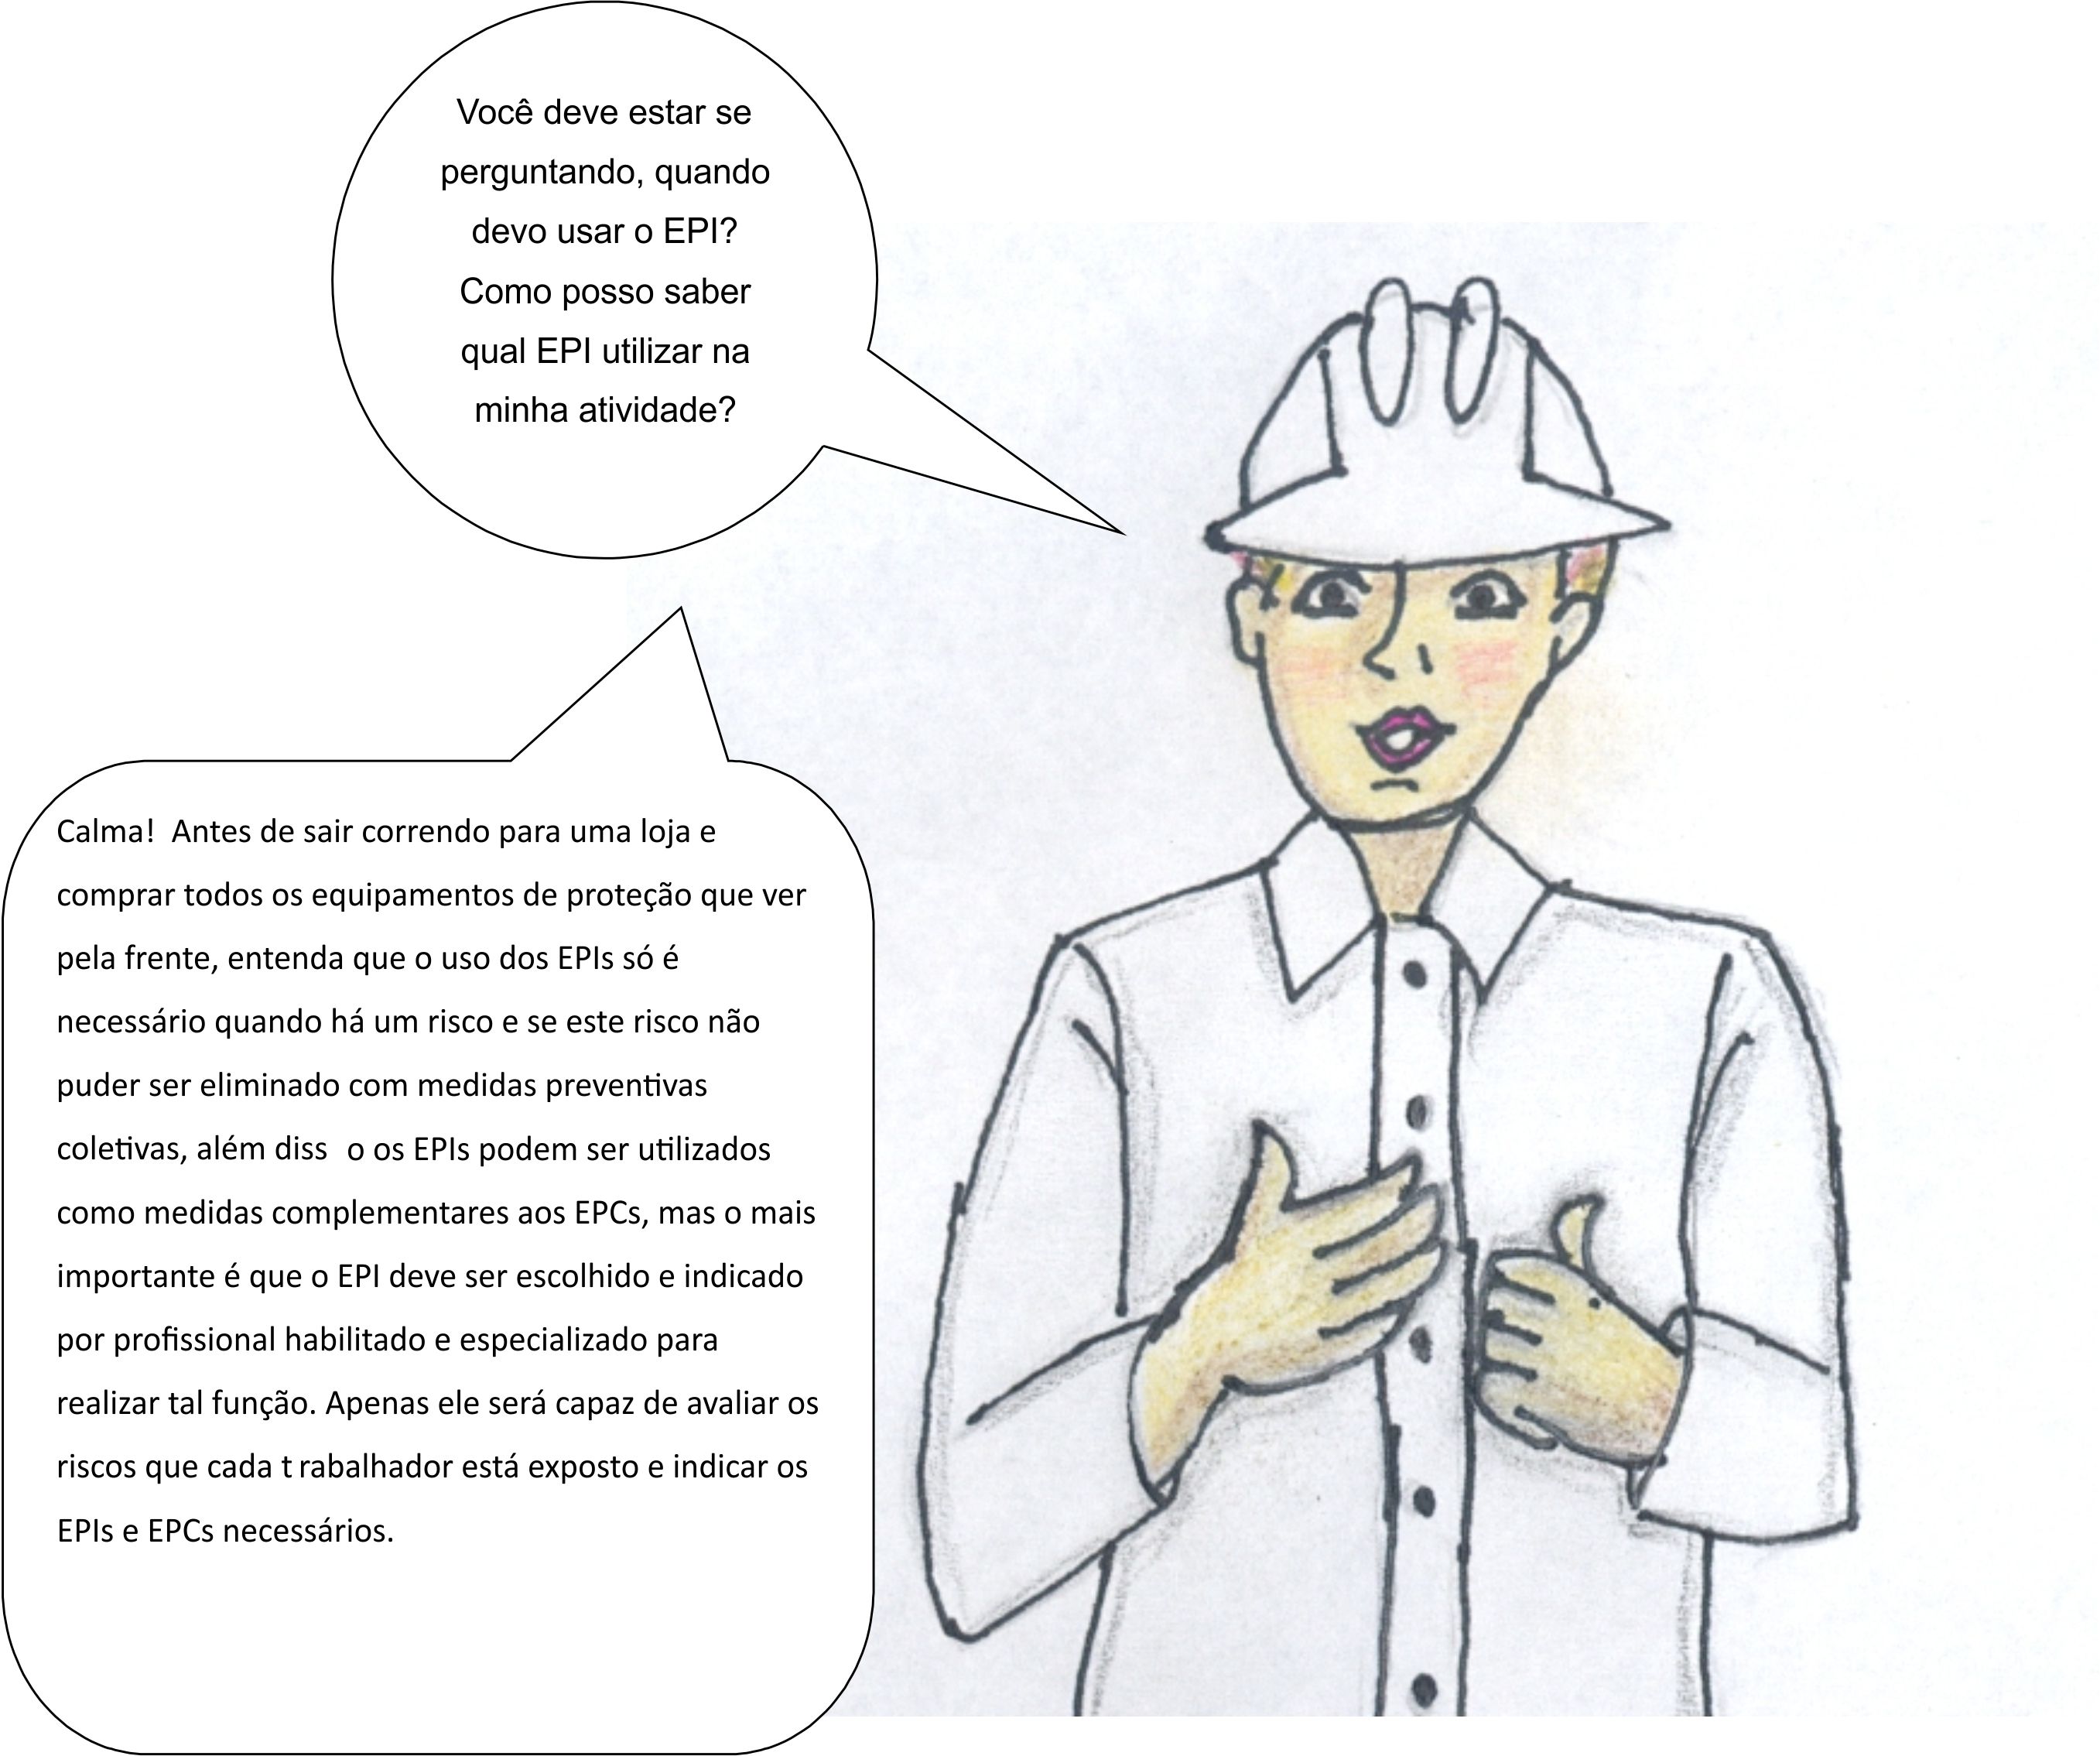 Você deve estar se
perguntando, quando
devo usar o EPI?
Como posso saber
qual EPI utilizar na
minha atividade?
Calma!  Antes de sair correndo para uma loja e
comprar todos os equipamentos de proteção que ver
pela frente, entenda que o uso dos EPIs só é
necessário quando há um risco e se este risco não
puder ser eliminado com medidas preventivas
coletivas, além diss o os EPIs podem ser utilizados
como medidas complementares aos EPCs, mas o mais
importante é que o EPI deve ser escolhido e indicado
por profissional habilitado e especializado para
realizar tal função. Apenas ele será capaz de avaliar os
riscos que cada t rabalhador está exposto e indicar os
EPIs e EPCs necessários.